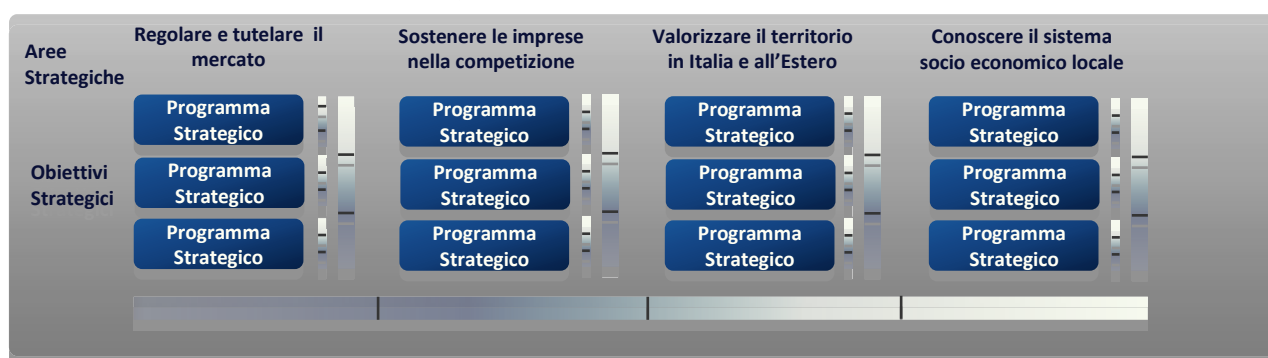 Aree
Strategiche
Regolare e tutelare il
mercato
Sostenere le imprese
nella competizione
Valorizzare il territorio
in Italia e all’Estero
Conoscere il sistema
socio economico locale
Obiettivi
Strategici
Programma
Strategico
Programma
Strategico
Programma
Strategico
Programma
Strategico
Programma
Strategico
Programma
Strategico
Programma
Strategico
Programma
Strategico
Programma
Strategico
Programma
Strategico
Programma
Strategico
Programma
Strategico